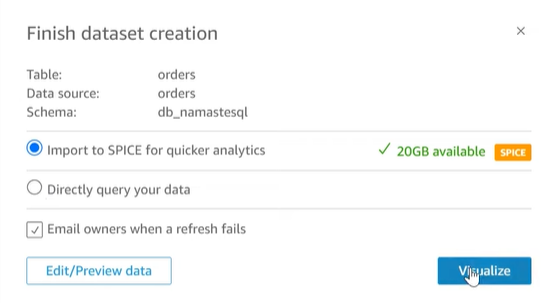 Finish dataset creation
Table: orders
Data source: orders
Schema: db_namastesql
Import to SPICE for quicker analytics 20GB available SPICE
Directly query your data
Email owners when a refresh fails
Edit/Preview data Visualize